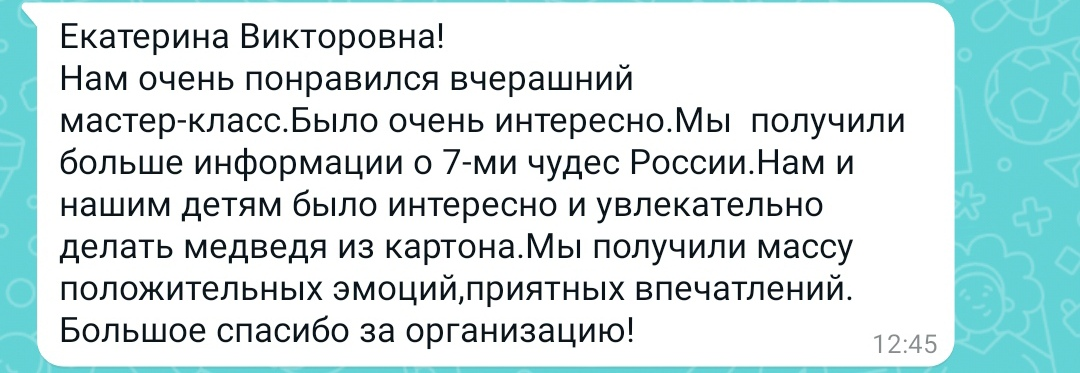 Екатерина Викторовна!
Нам очень понравился вчерашний
мастер-класс.Было очень интересно.Мы  получили
больше информации о 7-ми чудес России.Нам и
нашим детям было интересно и увлекательно
делать медведя из картона.Мы получили массу
положительных эмоций,приятных впечатлений.
Большое спасибо за организацию!
12:45